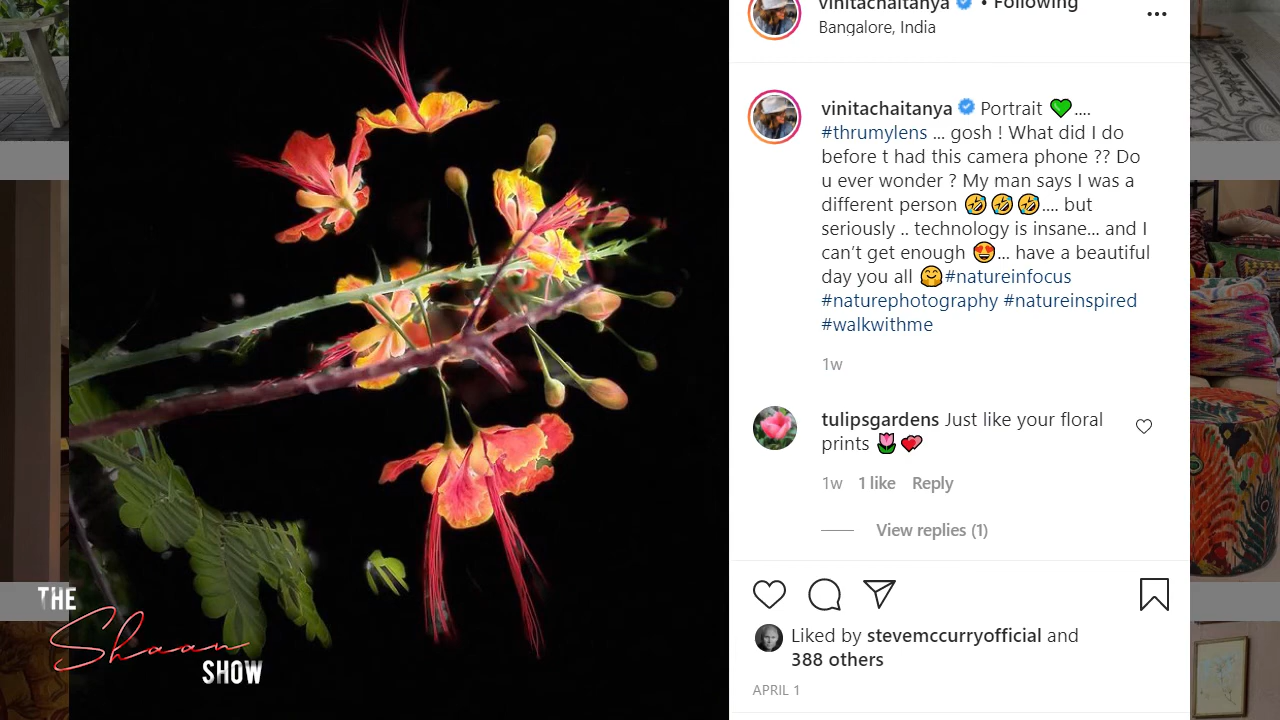 vinitachaitanya • Following
Bangalore, India
vinitachaitanya Portrait 💚....
#thrumylens ... gosh ! What did I do
before t had this camera phone ?? Do
u ever wonder ? My man says I was a
different person 🤣🤣🤣.... but
seriously .. technology is insane... and I
can't get enough 😍... have a beautiful
day you all 🤗#natureinfocus
#naturephotography #natureinspired
#walkwithme
1w
tulipsgardens Just like your floral
prints 🌷💕
1w 1 like Reply
View replies (1)
Liked by stevemccurryofficial and
388 others
APRIL 1
THE
Shaan
SHOW